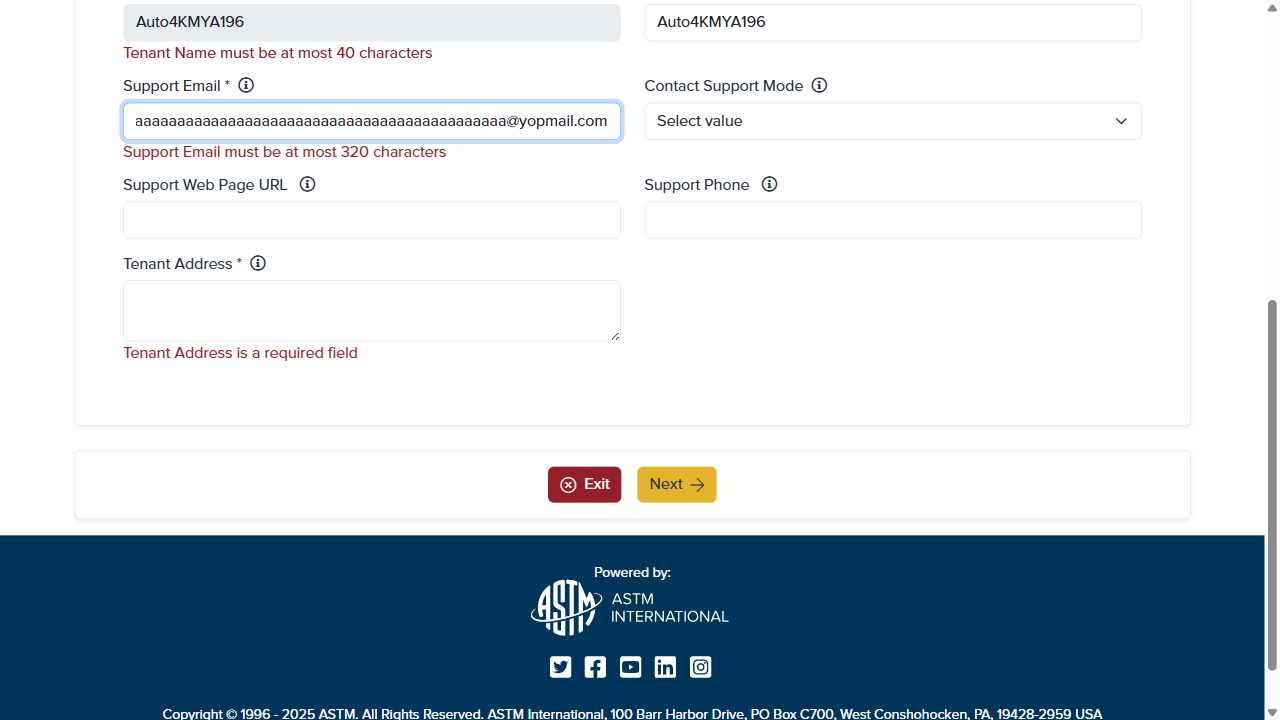 Auto4KMYA196
Auto4KMYA196
Tenant Name must be at most 40 characters
Support Email *
Contact Support Mode
aaaaaaaaaaaaaaaaaaaaaaaaaaaaaaaaaaaaaaaaaaaa@yopmail.com
Select value
Support Email must be at most 320 characters
Support Web Page URL
Support Phone
Tenant Address *
Tenant Address is a required field
Exit
Next
Powered by:
ASTM
ASTM
INTERNATIONAL
Copyright © 1996 - 2025 ASTM. All Rights Reserved. ASTM International, 100 Barr Harbor Drive, PO Box C700, West Conshohocken, PA, 19428-2959 USA